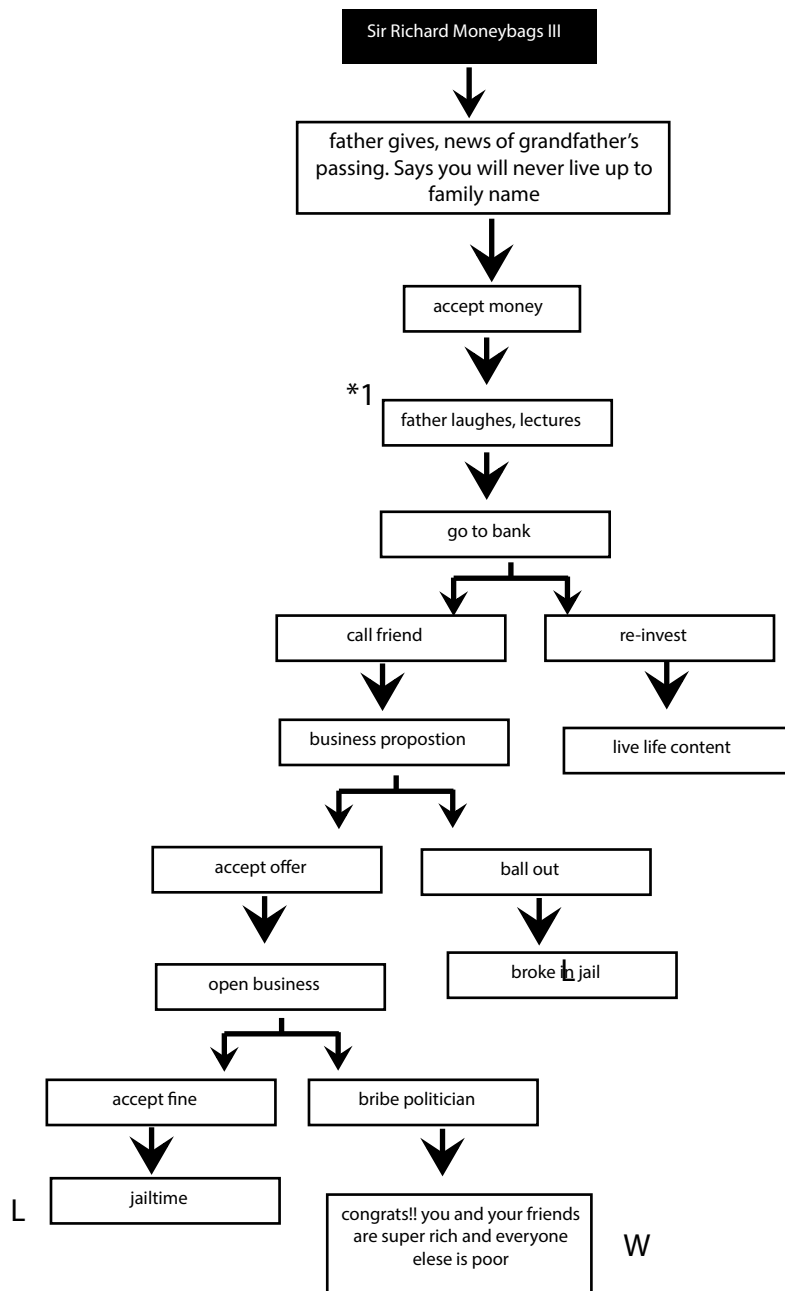 Sir Richard Moneybags III
father gives, news of grandfather's
passing. Says you will never live up to
family name
accept money
*1
father laughes, lectures
go to bank
call friend
re-invest
business propostion
live life content
accept offer
ball out
open business
broke in jail
L
accept fine
bribe politician
jailtime
L
congrats!! you and your friends
are super rich and everyone
elese is poor
W